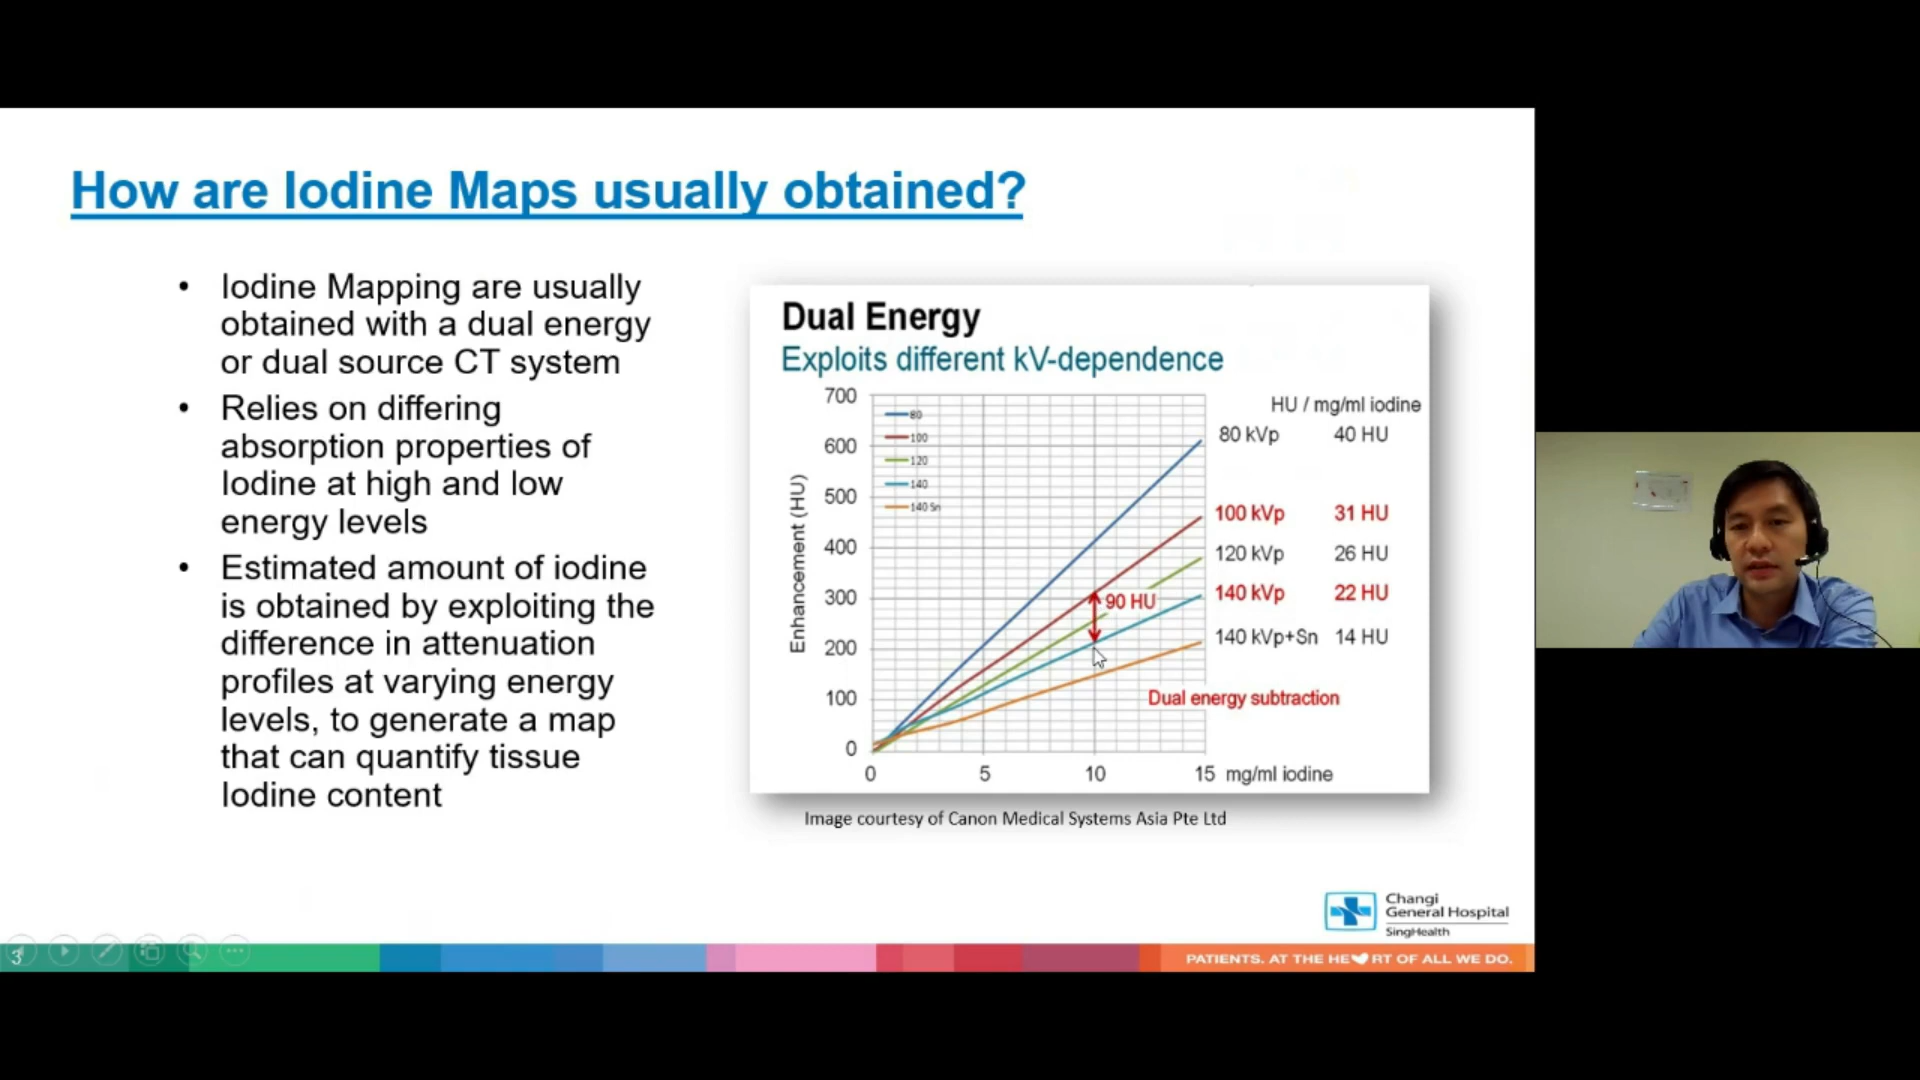 How are Iodine Maps usually obtained?
• Iodine Mapping are usually
obtained with a dual energy
or dual source CT system
• Relies on differing
absorption properties of
Iodine at high and low
energy levels
• Estimated amount of iodine
is obtained by exploiting the
difference in attenuation
profiles at varying energy
levels, to generate a map
that can quantify tissue
Iodine content
Dual Energy
Exploits different kV-dependence
700
600
500
400
300
200
100
0
Enhancement (HU)
80
100
120
140
140 Sn
HU / mg/ml iodine
80 kVp 40 HU
100 kVp 31 HU
120 kVp 26 HU
140 kVp 22 HU
140 kVp+Sn 14 HU
90 HU
Dual energy subtraction
0 5 10 15 mg/ml iodine
Image courtesy of Canon Medical Systems Asia Pte Ltd
Changi
General Hospital
SingHealth
3
PATIENTS. AT THE HE RT OF ALL WE DO.